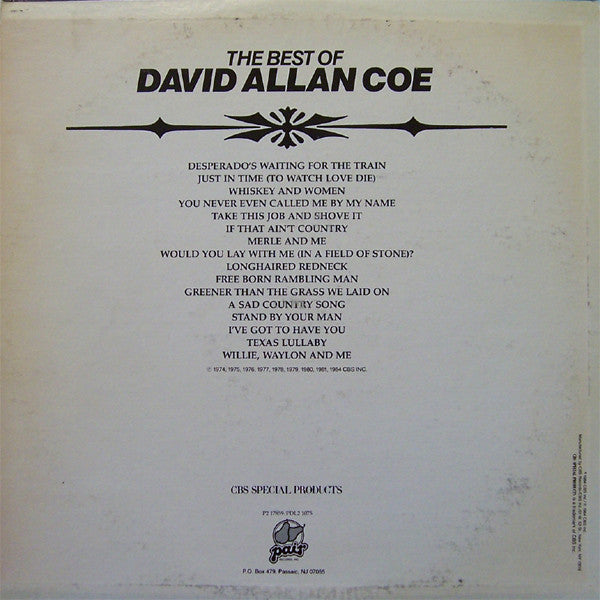 THE BEST OF
DAVID ALLAN COE
DESPERADO'S WAITING FOR THE TRAIN
JUST IN TIME (TO WATCH LOVE DIE)
WHISKEY AND WOMEN
YOU NEVER EVEN CALLED ME BY MY NAME
TAKE THIS JOB AND SHOVE IT
IF THAT AIN'T COUNTRY
MERLE AND ME
WOULD YOU LAY WITH ME (IN A FIELD OF STONE)?
LONGHAIRED REDNECK
FREE BORN RAMBLING MAN
GREENER THAN THE GRASS WE LAID ON
A SAD COUNTRY SONG
STAND BY YOUR MAN
I'VE GOT TO HAVE YOU
TEXAS LULLABY
WILLIE, WAYLON AND ME
℗ 1974, 1975, 1976, 1977, 1978, 1979, 1980, 1981, 1984 CBS INC.
CBS SPECIAL PRODUCTS
pair
RECORDS, INC.
P.O. Box 479, Passaic, NJ 07055